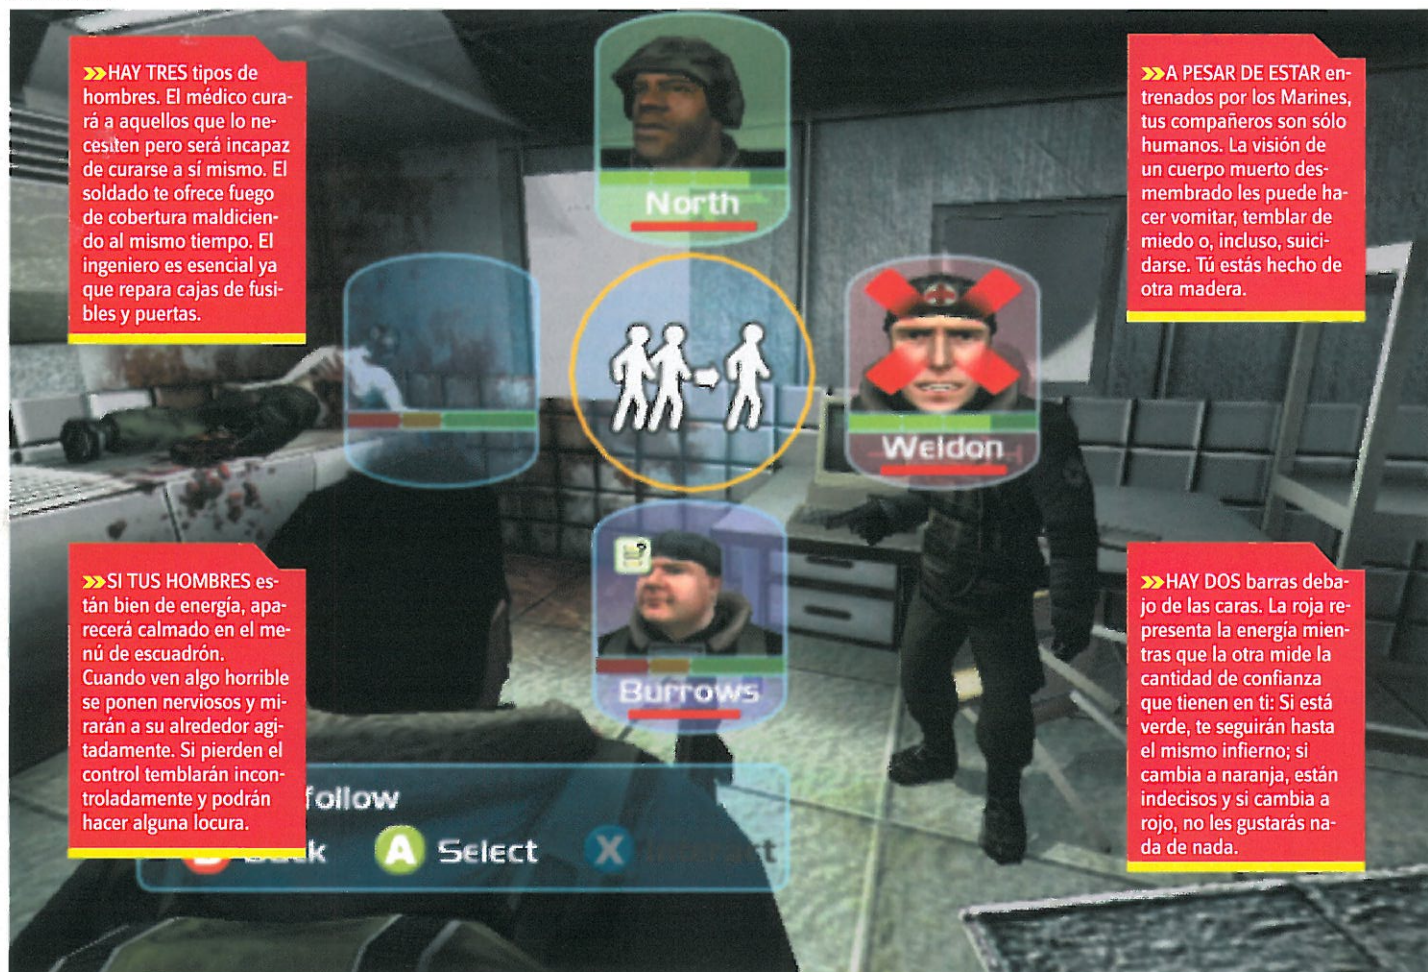 »HAY TRES tipos de
hombres. El médico cura-
rá a aquellos que lo ne-
cesiten pero será incapaz
de curarse a sí mismo. El
soldado te ofrece fuego
de cobertura maldicien-
do al mismo tiempo. El
ingeniero es esencial ya
que repara cajas de fusi-
bles y puertas.
»A PESAR DE ESTAR en-
trenados por los Marines,
tus compañeros son sólo
humanos. La visión de
un cuerpo muerto des-
membrado les puede ha-
cer vomitar, temblar de
miedo o, incluso, suici-
darse. Tú estás hecho de
otra madera.
North
Weldon
Burrows
»SI TUS HOMBRES es-
tán bien de energía, apa-
recerá calmado en el me-
nú de escuadrón.
Cuando ven algo horrible
se ponen nerviosos y mi-
rarán a su alrededor agi-
tadamente. Si pierden el
control temblarán incon-
troladamente y podrán
hacer alguna locura.
»HAY DOS barras deba-
jo de las caras. La roja re-
presenta la energía mien-
tras que la otra mide la
cantidad de confianza
que tienen en ti: Si está
verde, te seguirán hasta
el mismo infierno; si
cambia a naranja, están
indecisos y si cambia a
rojo, no les gustarás na-
da de nada.
follow
A Select X